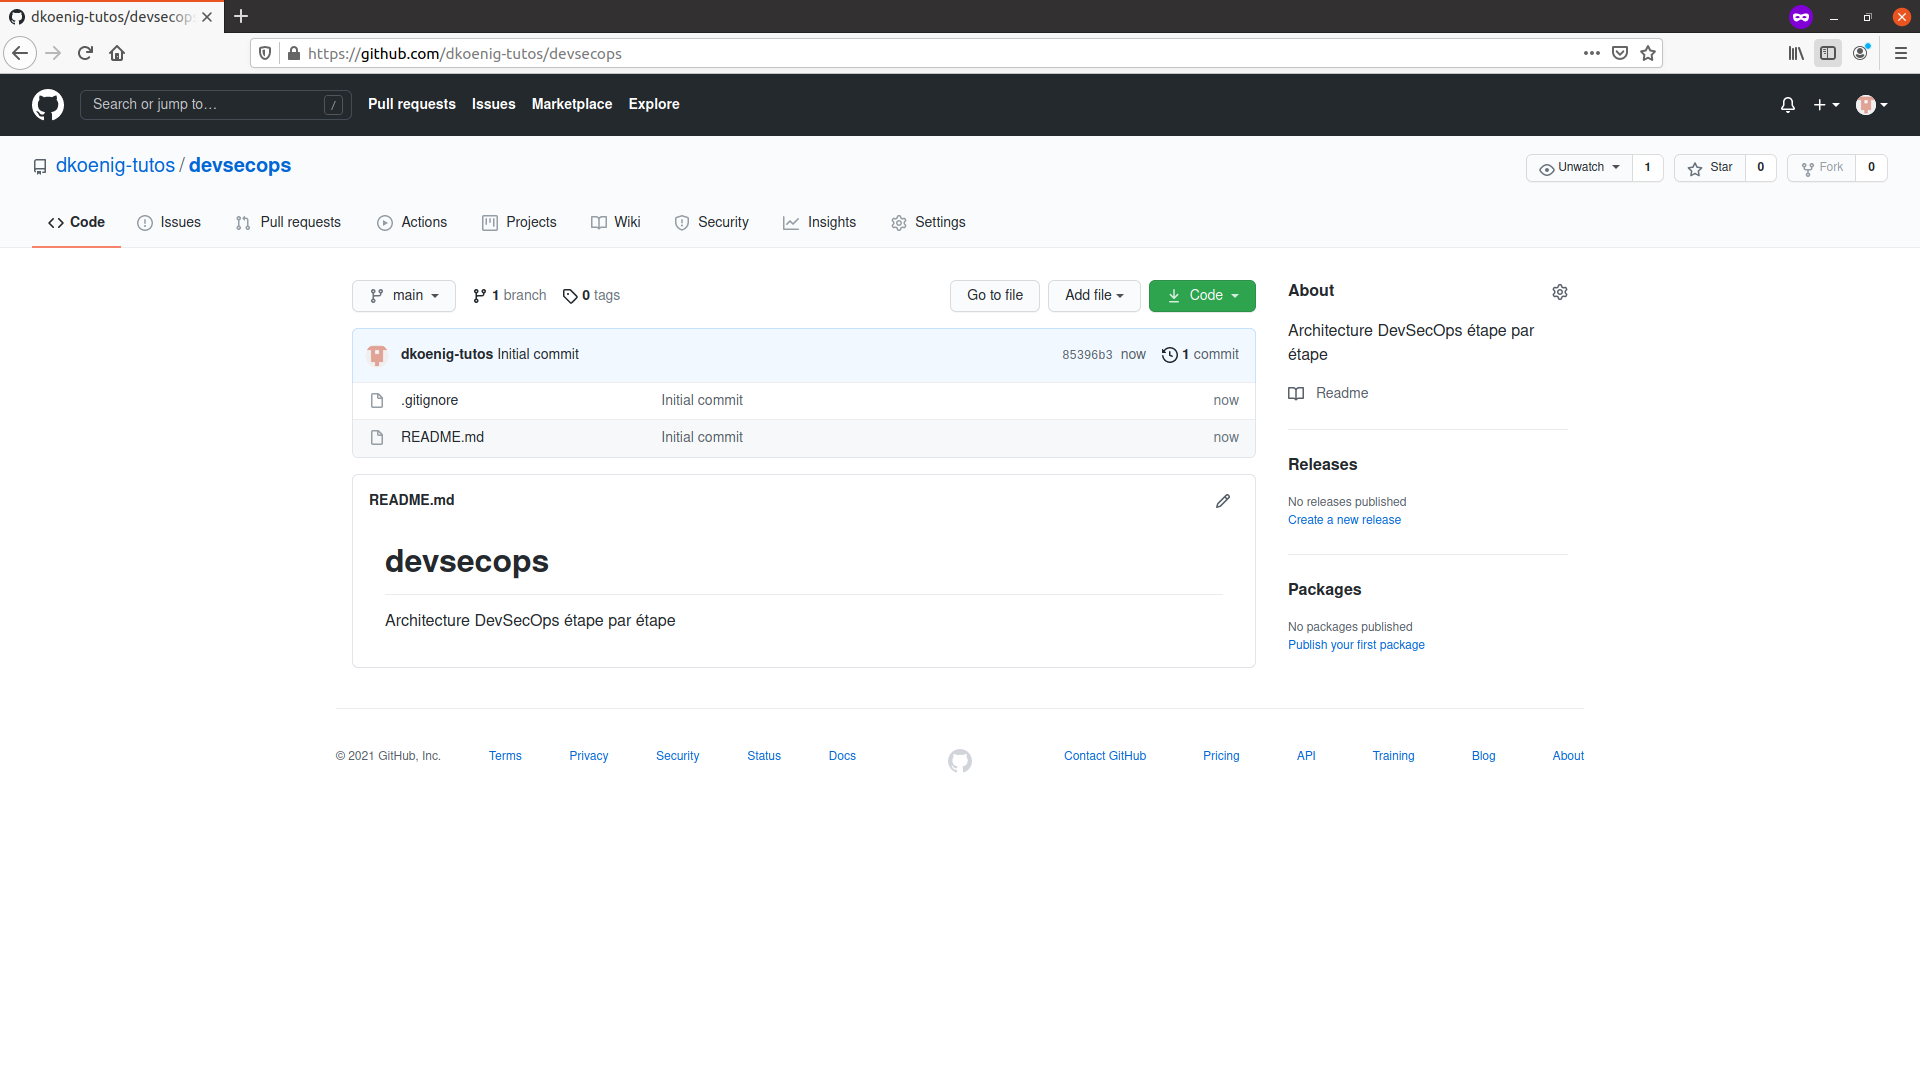 dkoenig-tutos/devsecop
https://github.com/dkoenig-tutos/devsecops
Search or jump to… / Pull requests Issues Marketplace Explore
dkoenig-tutos / devsecops
Unwatch 1 Star 0 Fork 0
Code Issues Pull requests Actions Projects Wiki Security Insights Settings
main 1 branch 0 tags Go to file Add file Code
dkoenig-tutos Initial commit 85396b3 now 1 commit
.gitignore Initial commit now
README.md Initial commit now
README.md
devsecops
Architecture DevSecOps étape par étape
About
Architecture DevSecOps étape par
étape
Readme
Releases
No releases published
Create a new release
Packages
No packages published
Publish your first package
© 2021 GitHub, Inc. Terms Privacy Security Status Docs Contact GitHub Pricing API Training Blog About